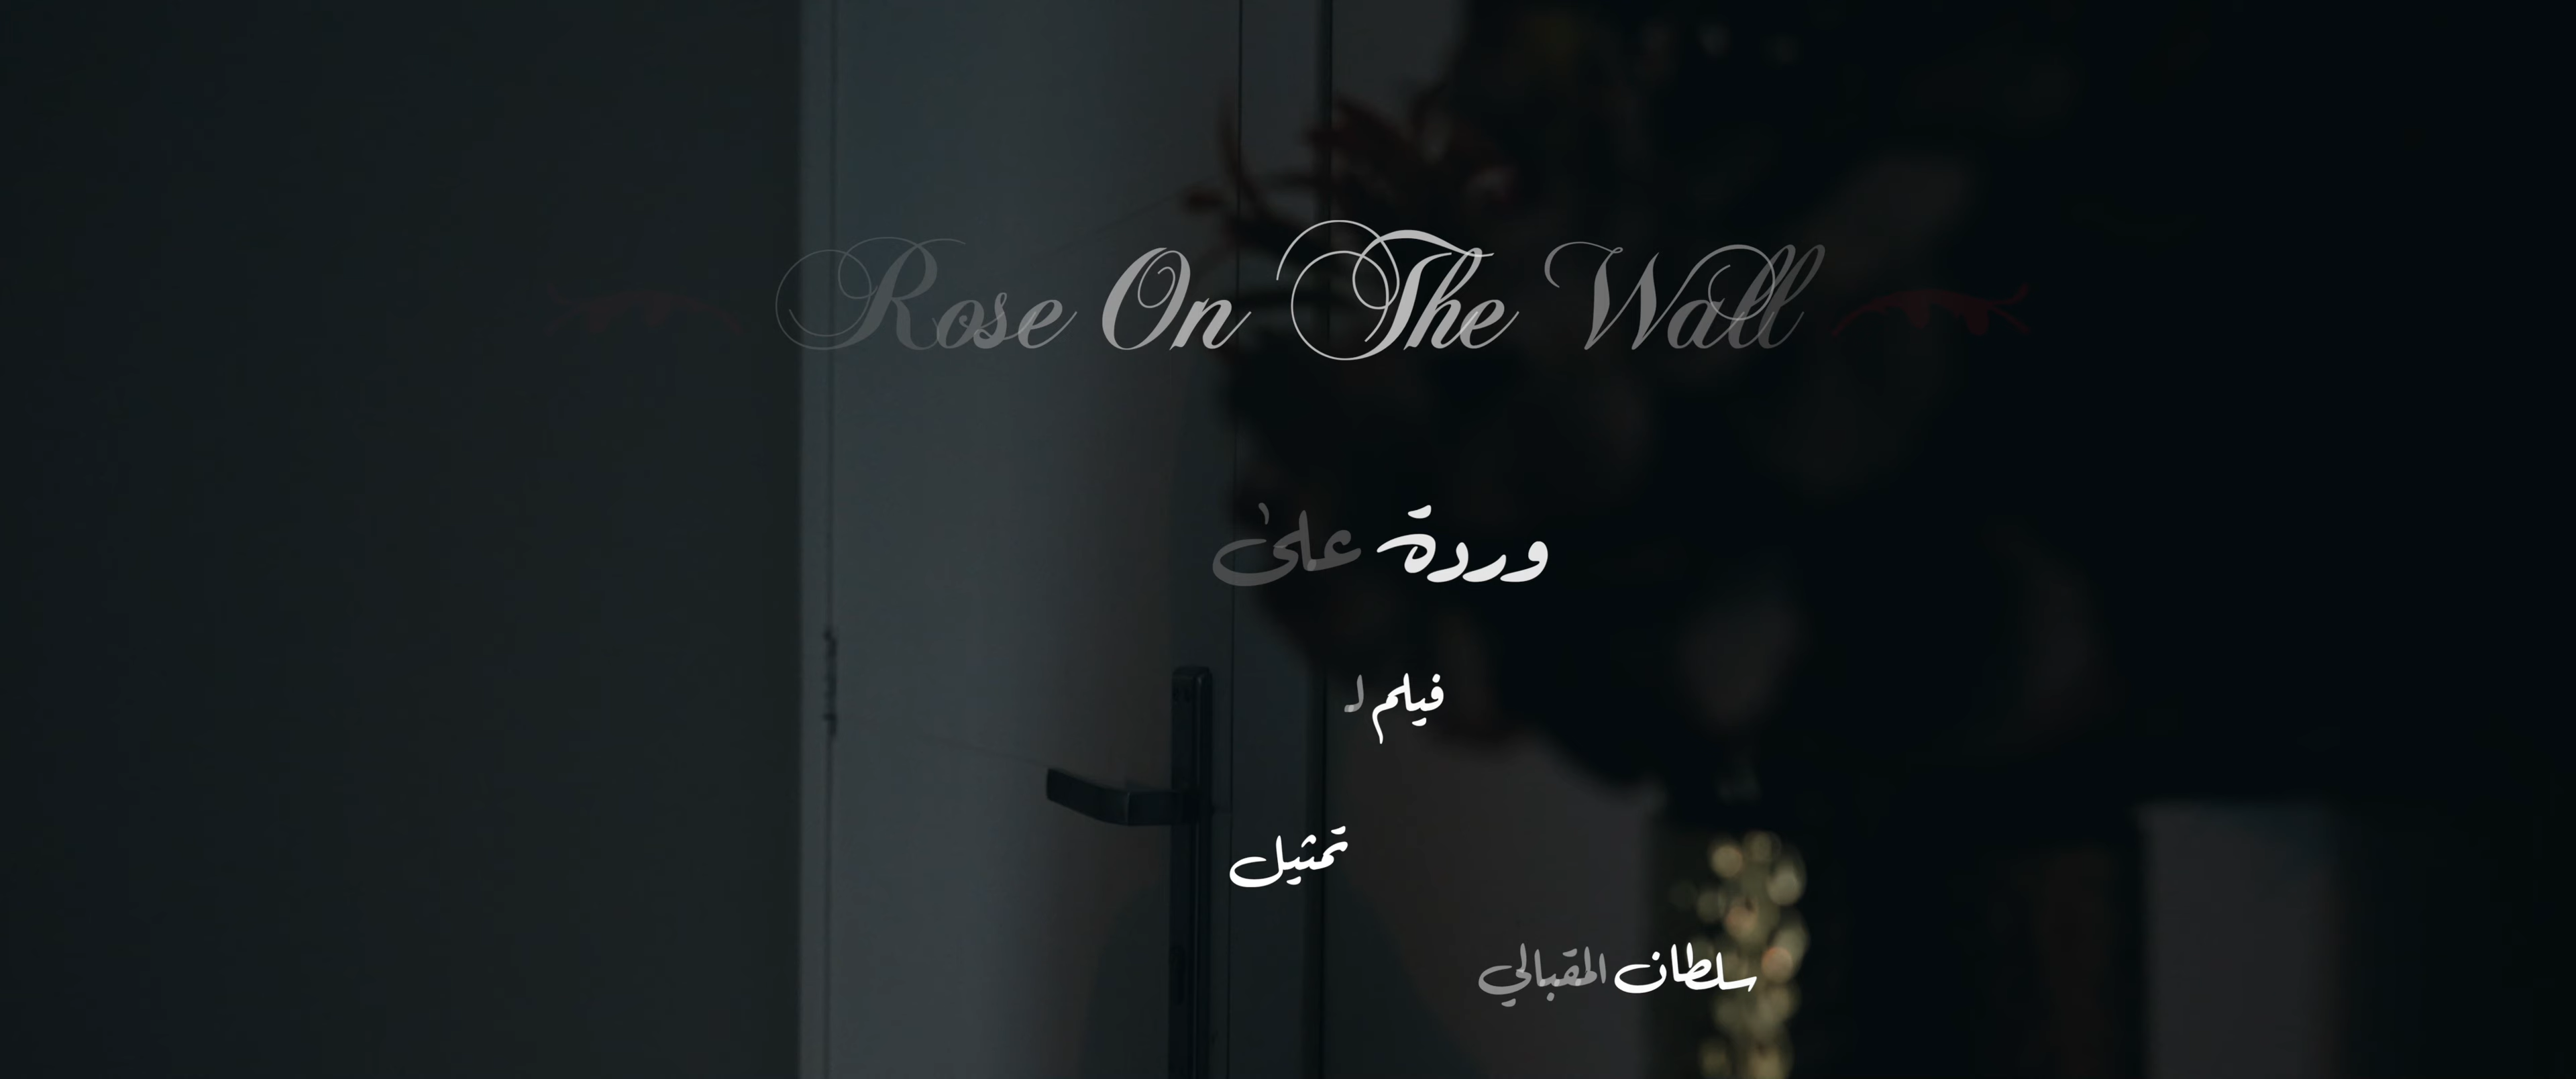 Rose On The Wall
وردة على
فيلم لـ
تمثيل
سلطان المقبالي